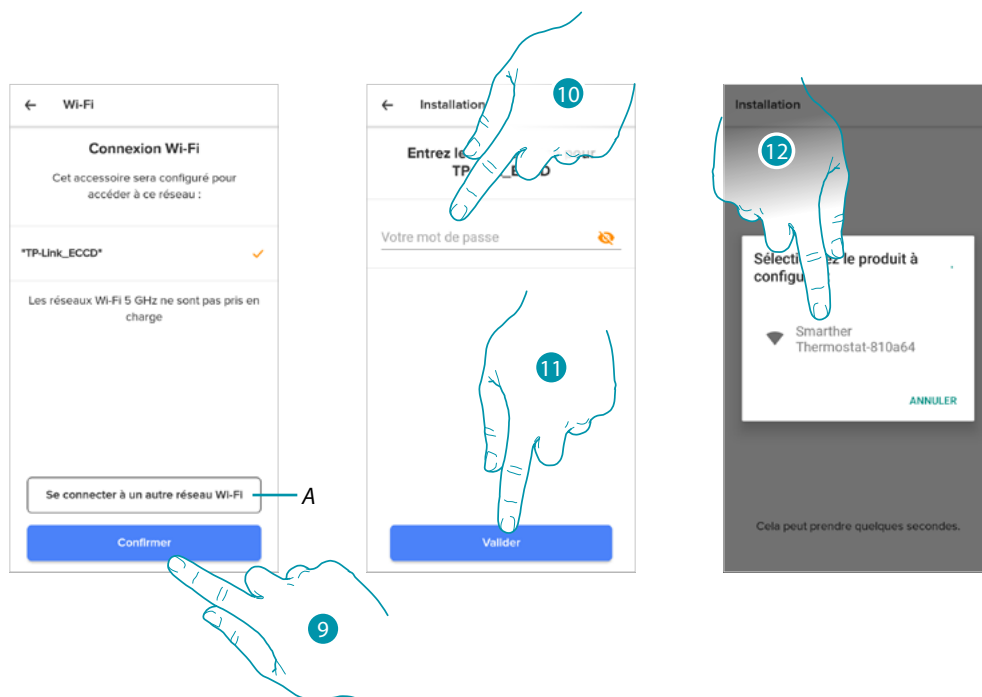 ← Wi-Fi
Connexion Wi-Fi
Cet accessoire sera configuré pour
accéder à ce réseau :
"TP-Link_ECCD"
Les réseaux Wi-Fi 5 GHz ne sont pas pris en
charge
Se connecter à un autre réseau Wi-Fi
A
Confirmer
9
← Installation
10
Entrez le
TP
_ECCD
Votre mot de passe
11
Valider
Installation
12
Sélectionnez le produit à
configu
Smarther
Thermostat-810a64
ANNULER
Cela peut prendre quelques secondes.